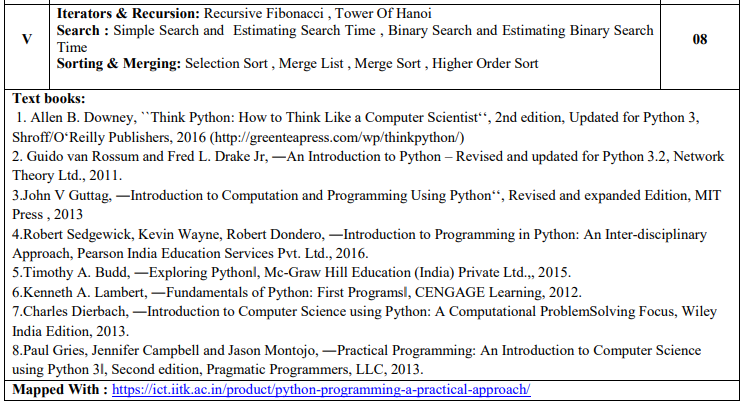 V
Iterators & Recursion: Recursive Fibonacci , Tower Of Hanoi
Search : Simple Search and Estimating Search Time , Binary Search and Estimating Binary Search
Time
Sorting & Merging: Selection Sort , Merge List , Merge Sort , Higher Order Sort
08
Text books:
1. Allen B. Downey, ``Think Python: How to Think Like a Computer Scientist‘‘, 2nd edition, Updated for Python 3,
Shroff/O‘Reilly Publishers, 2016 (http://greenteapress.com/wp/thinkpython/)
2. Guido van Rossum and Fred L. Drake Jr, ―An Introduction to Python – Revised and updated for Python 3.2, Network
Theory Ltd., 2011.
3.John V Guttag, ―Introduction to Computation and Programming Using Python‘‘, Revised and expanded Edition, MIT
Press , 2013
4.Robert Sedgewick, Kevin Wayne, Robert Dondero, ―Introduction to Programming in Python: An Inter-disciplinary
Approach, Pearson India Education Services Pvt. Ltd., 2016.
5.Timothy A. Budd, ―Exploring Python‖, Mc-Graw Hill Education (India) Private Ltd.,, 2015.
6.Kenneth A. Lambert, ―Fundamentals of Python: First Programs‖, CENGAGE Learning, 2012.
7.Charles Dierbach, ―Introduction to Computer Science using Python: A Computational ProblemSolving Focus, Wiley
India Edition, 2013.
8.Paul Gries, Jennifer Campbell and Jason Montojo, ―Practical Programming: An Introduction to Computer Science
using Python 3‖, Second edition, Pragmatic Programmers, LLC, 2013.
Mapped With : https://ict.iitk.ac.in/product/python-programming-a-practical-approach/